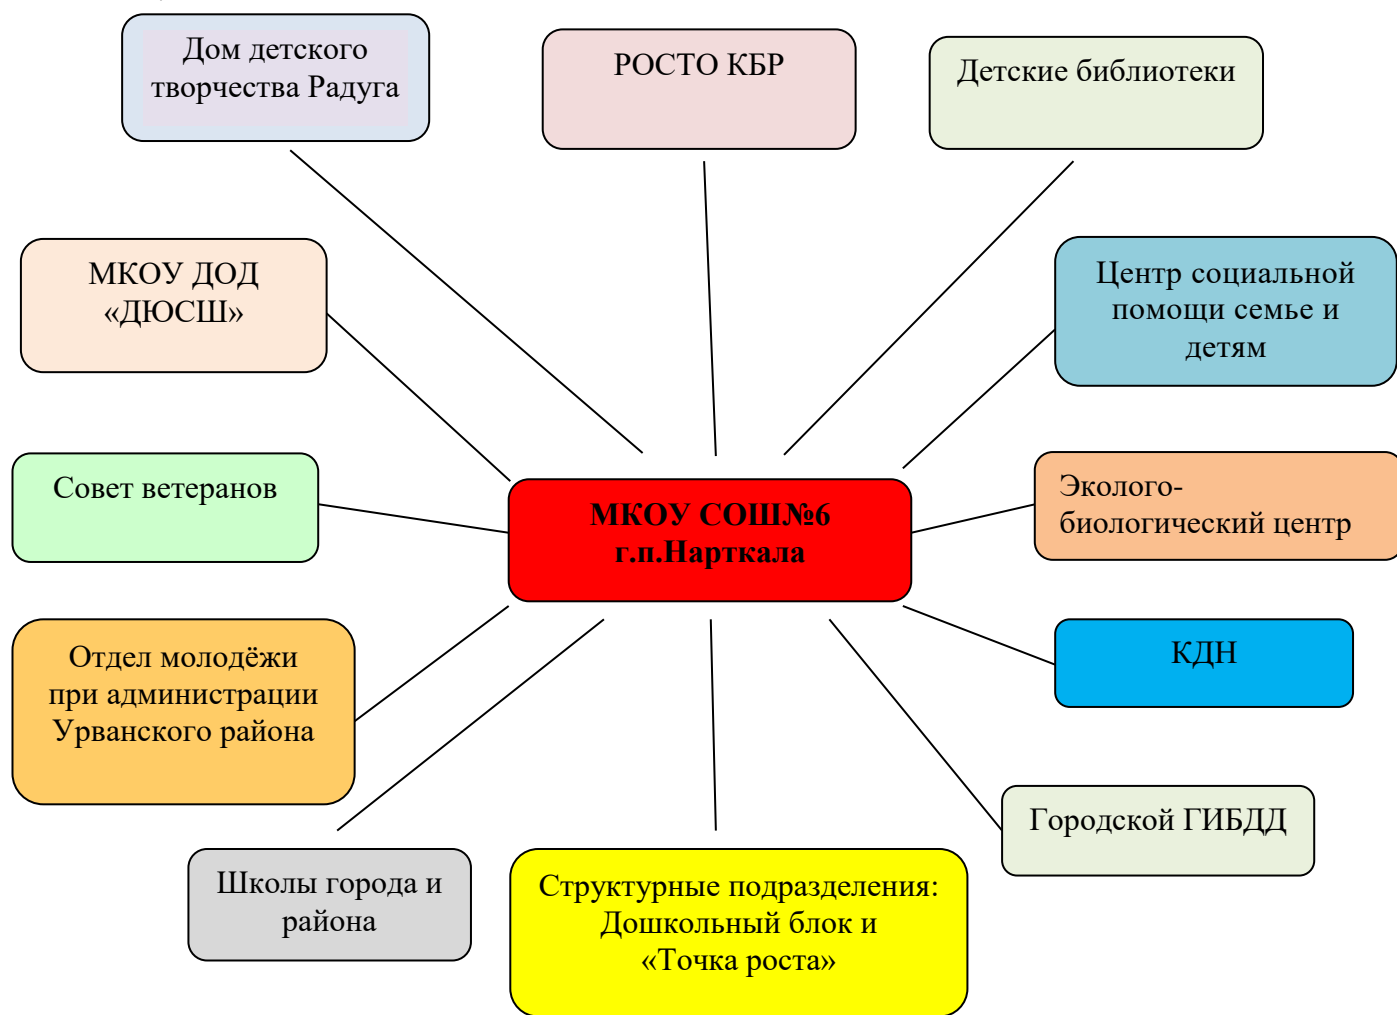 Дом детского
творчества Радуга
РОСТО КБР
Детские библиотеки
МКОУ ДОД
«ДЮСШ»
Центр социальной
помощи семье и
детям
Совет ветеранов
МКОУ СОШ№6
г.п.Нарткала
Эколого-
биологический центр
Отдел молодёжи
при администрации
Урванского района
КДН
Городской ГИБДД
Школы города и
района
Структурные подразделения:
Дошкольный блок и
«Точка роста»